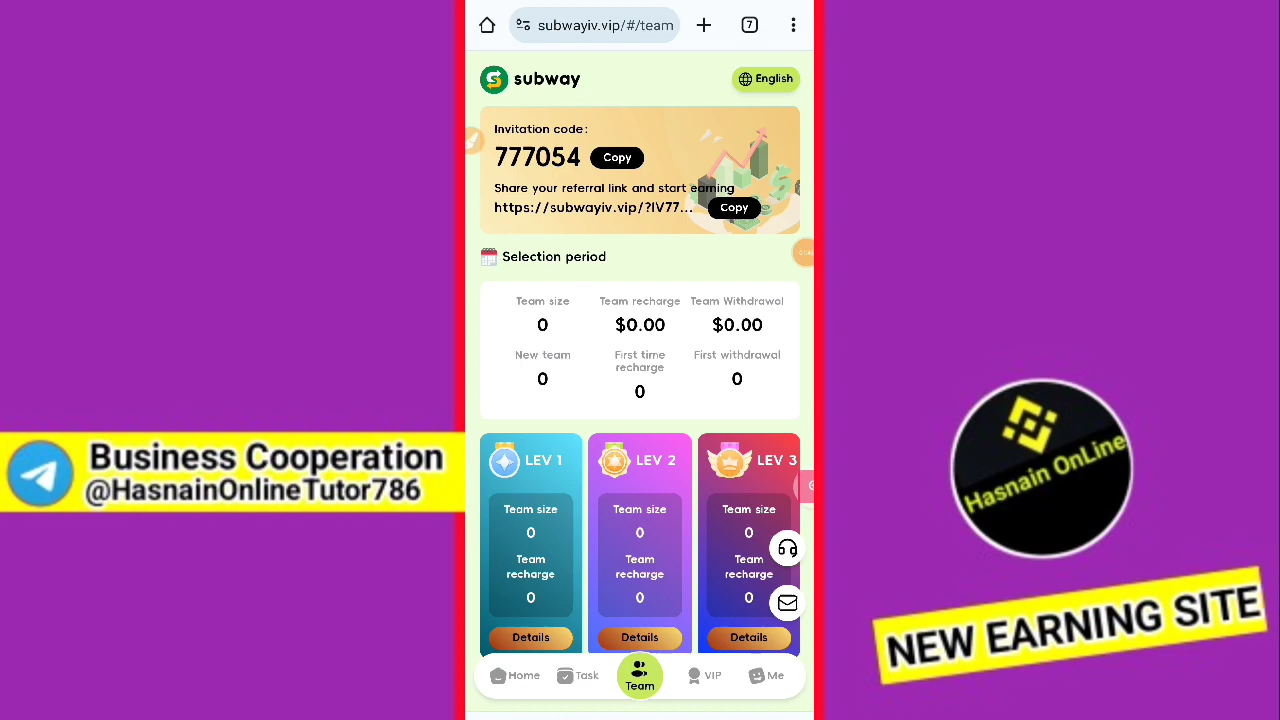 7
subwayiv.vip/#/team
subway
English
Invitation code:
777054
Copy
Share your referral link and start earning
https://subwayiv.vip/?IV77...
Copy
Selection period
Team size
Team recharge
Team Withdrawal
0
$0.00
$0.00
New team
First time recharge
First withdrawal
0
0
0
LEV 1
LEV 2
LEV 3
Team size
Team size
Team size
0
0
0
Team recharge
Team recharge
Team recharge
0
0
0
Details
Details
Details
Home
Task
Team
VIP
Me
Business Cooperation
@HasnainOnlineTutor786
Hasnain OnLine
NEW EARNING SITE